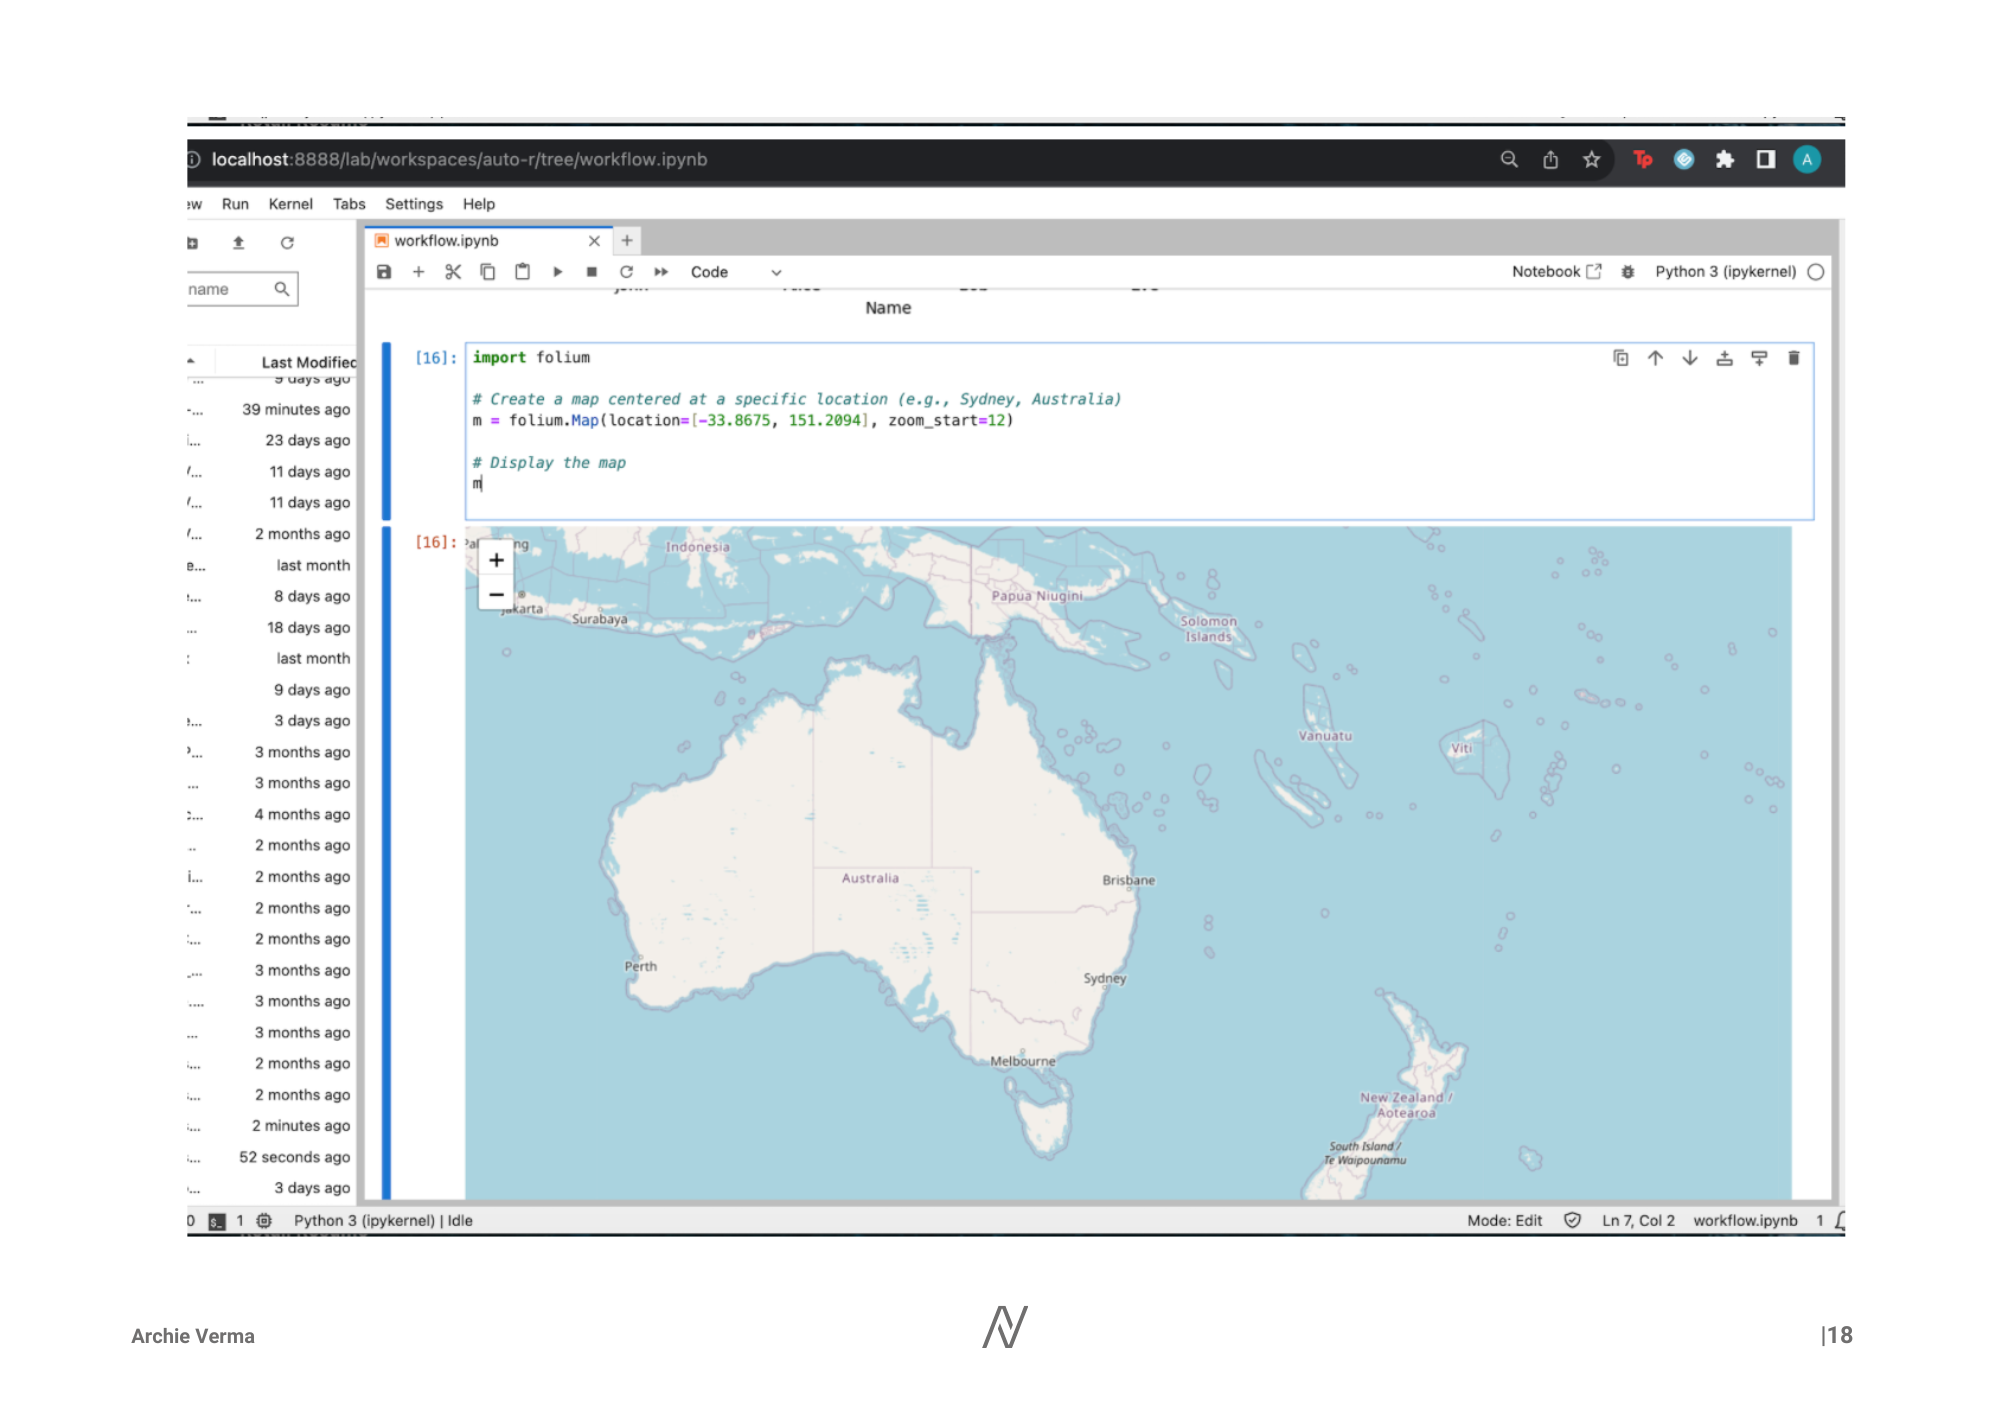 localhost:8888/lab/workspaces/auto-r/tree/workflow.ipynb
A
ew Run Kernel Tabs Settings Help
workflow.ipynb
Code
Notebook
Python 3 (ipykernel)
name
Name
Last Modified
9 days ago
39 minutes ago
23 days ago
11 days ago
11 days ago
2 months ago
last month
8 days ago
18 days ago
last month
9 days ago
3 days ago
3 months ago
3 months ago
4 months ago
2 months ago
2 months ago
2 months ago
2 months ago
3 months ago
3 months ago
3 months ago
2 months ago
2 months ago
2 minutes ago
52 seconds ago
3 days ago
[16]: import folium
# Create a map centered at a specific location (e.g., Sydney, Australia)
m = folium.Map(location=[-33.8675, 151.2094], zoom_start=12)
# Display the map
m
[16]:
+
−
Indonesia
Surabaya
Papua Niugini
Solomon
Islands
Vanuatu
Viti
Australia
Brisbane
Perth
Sydney
Melbourne
New Zealand /
Aotearoa
South Island /
Te Waipounamu
0 1 Python 3 (ipykernel) | Idle
Mode: Edit Ln 7, Col 2 workflow.ipynb 1
Archie Verma
|18